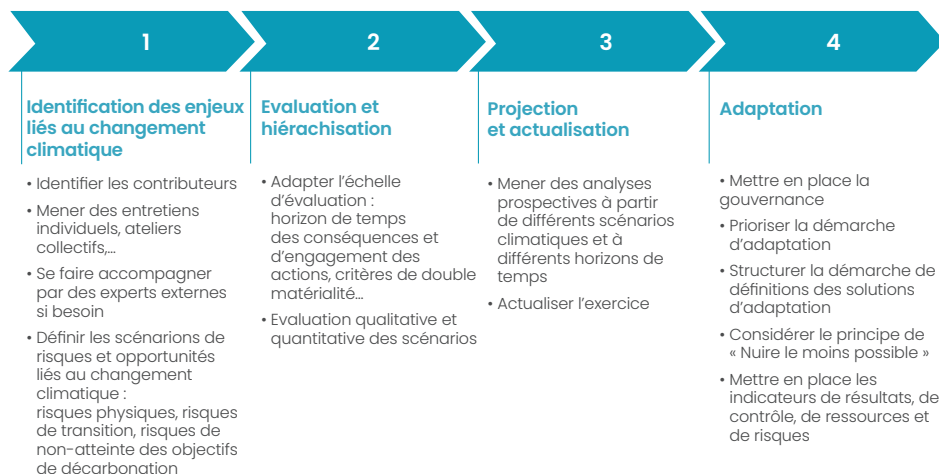 1
2
3
4
Identification des enjeux
liés au changement
climatique
• Identifier les contributeurs
• Mener des entretiens
individuels, ateliers
collectifs,...
• Se faire accompagner
par des experts externes
si besoin
• Définir les scénarions de
risques et opportunités
liés au changement
climatique :
risques physiques, risques
de transition, risques de
non-atteinte des objectifs
de décarbonation
Evaluation et
hiérachisation
• Adapter l'échelle
d'évaluation :
horizon de temps
des conséquences et
d'engagement des
actions, critères de double
matérialité...
• Evaluation qualitative et
quantitative des scénarios
Projection
et actualisation
• Mener des analyses
prospectives à partir
de différents scénarios
climatiques et à
différents horizons de
temps
• Actualiser l'exercice
Adaptation
• Mettre en place la
gouvernance
• Prioriser la démarche
d'adaptation
• Structurer la démarche de
définitions des solutions
d'adaptation
• Considérer le principe de
« Nuire le moins possible »
• Mettre en place les
indicateurs de résultats, de
contrôle, de ressources et
de risques